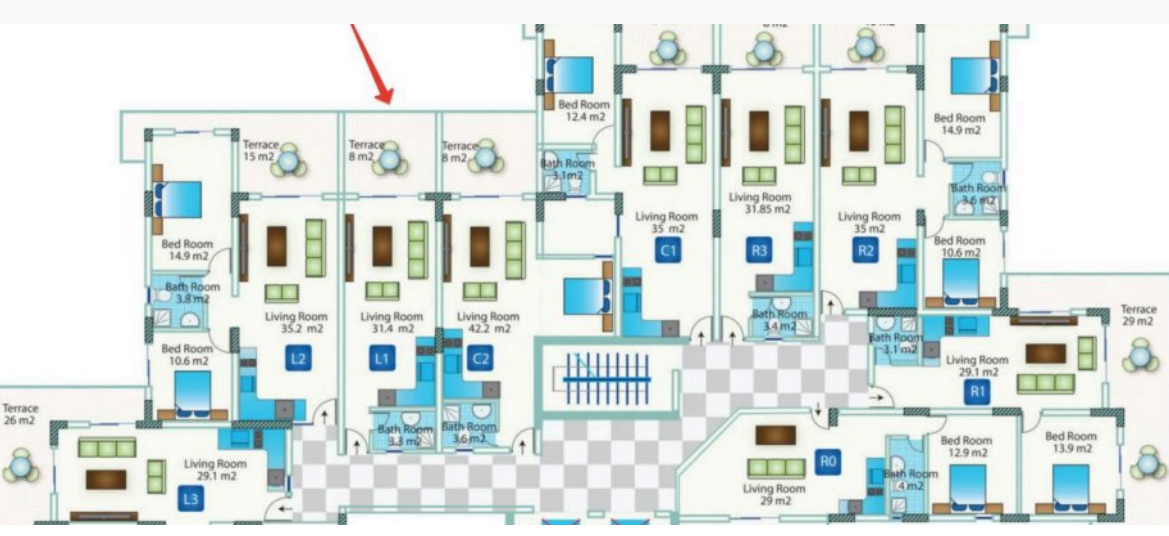 Bed Room
12.4 m2
Bath Room
3.1m2
Living Room
35 m2
C1
Living Room
31.85 m2
R3
Bath Room
3.4 m2
Living Room
35 m2
R2
Bed Room
14.9 m2
Bath Room
3.6 m2
Bed Room
10.6 m2
Terrace
15 m2
Terrace
8 m2
Terrace
8 m2
Bed Room
14.9 m2
Bath Room
3.8 m2
Bed Room
10.6 m2
Living Room
35.2 m2
L2
Living Room
31.4 m2
L1
Bath Room
3.3 m2
Living Room
42.2 m2
C2
Bath Room
3.6 m2
Terrace
26 m2
Living Room
29.1 m2
L3
Terrace
29 m2
Bath Room
3.1 m2
Living Room
29.1 m2
R1
R0
Living Room
29 m2
Bath Room
4 m2
Bed Room
12.9 m2
Bed Room
13.9 m2